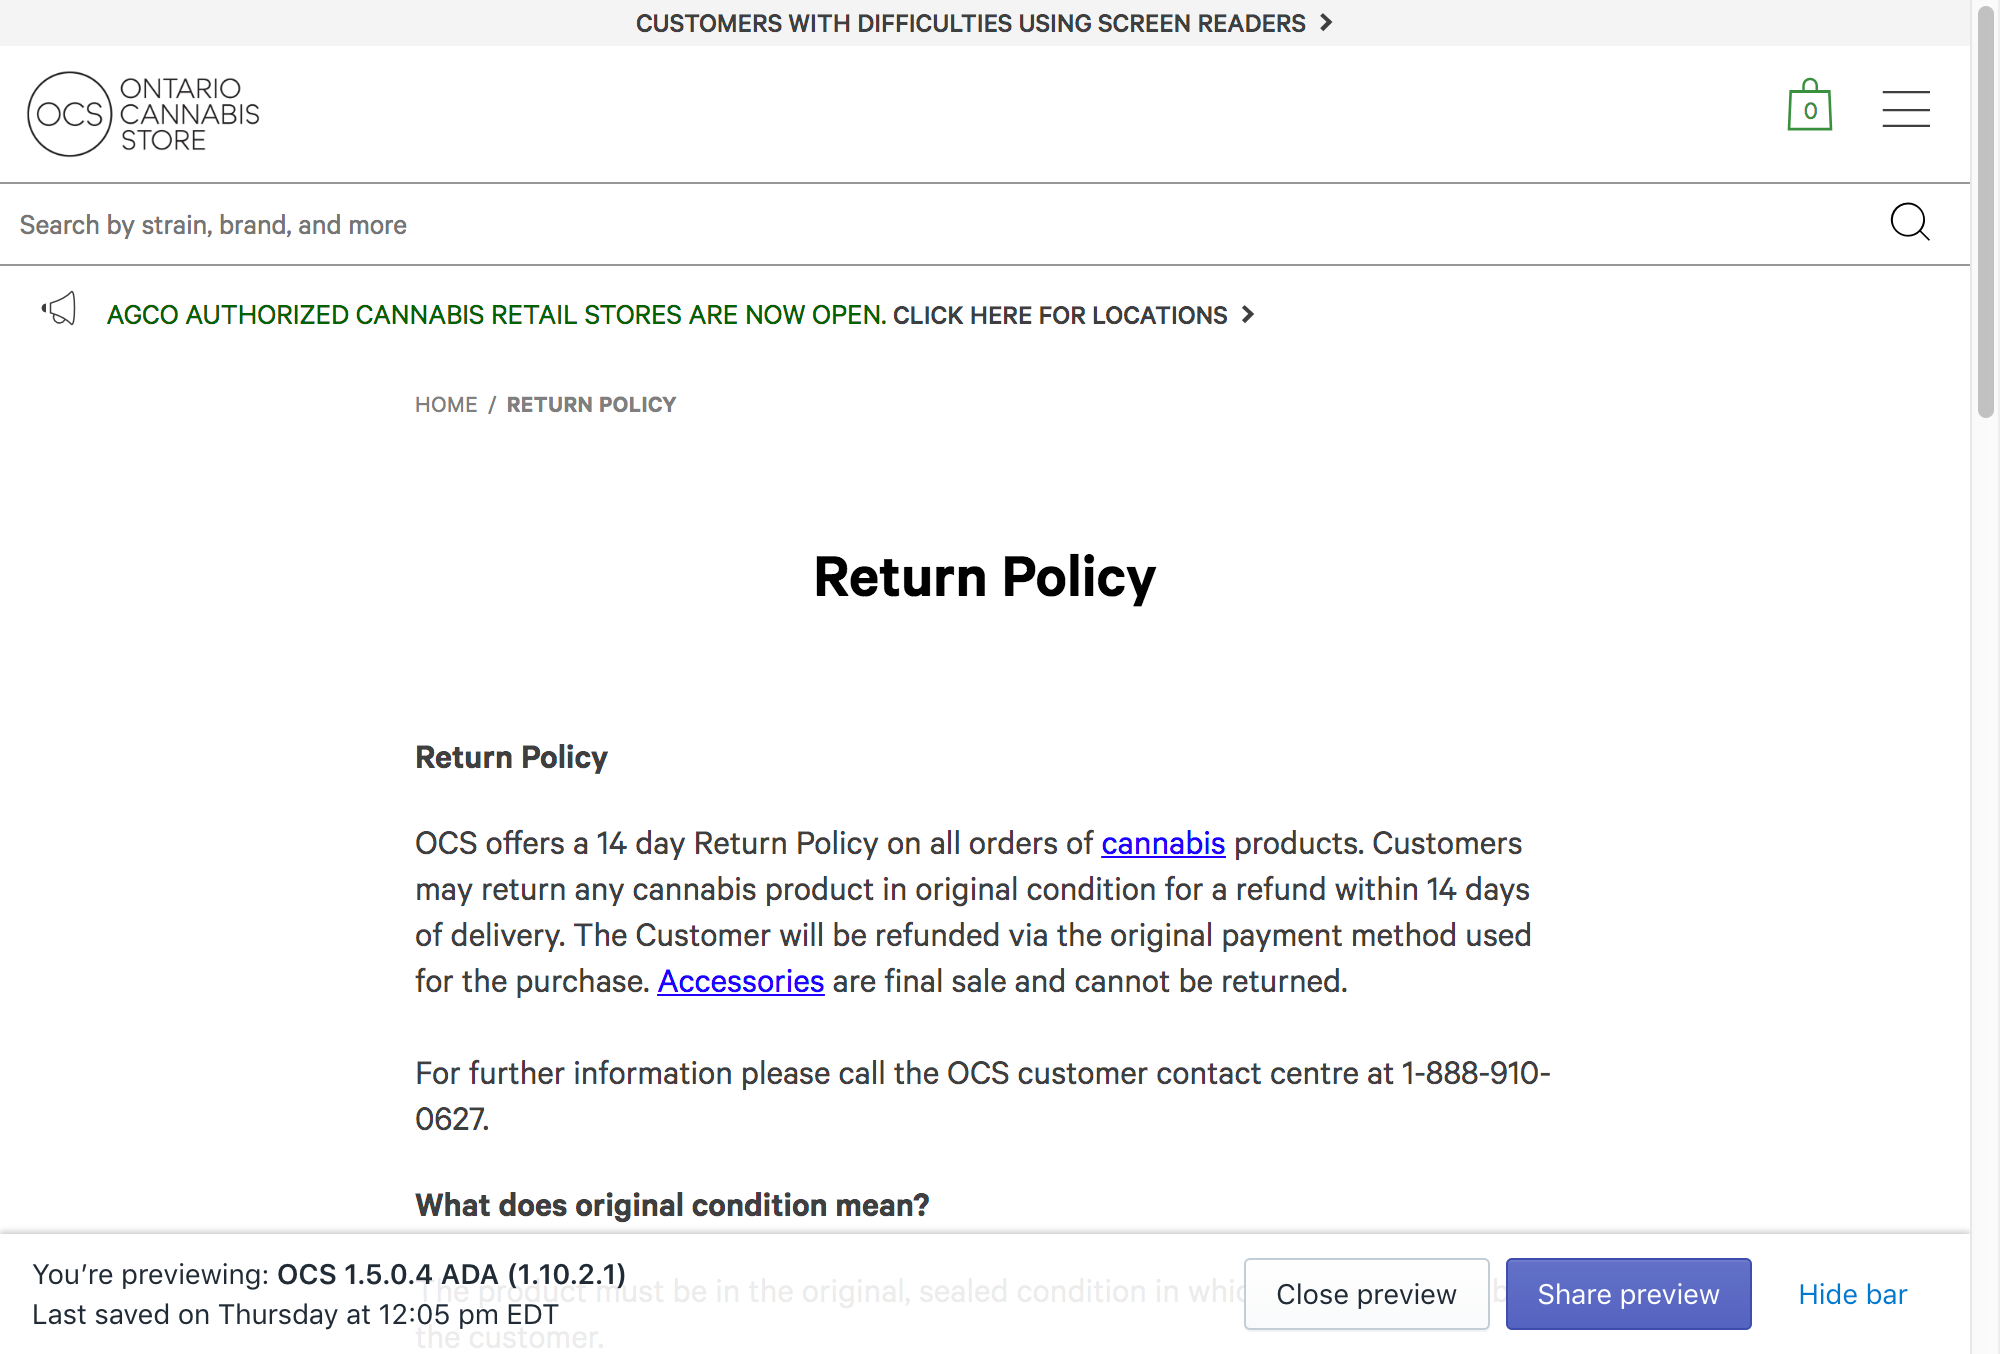 CUSTOMERS WITH DIFFICULTIES USING SCREEN READERS
OCS
ONTARIO
CANNABIS
STORE
0
Search by strain, brand, and more
AGCO AUTHORIZED CANNABIS RETAIL STORES ARE NOW OPEN. CLICK HERE FOR LOCATIONS
HOME / RETURN POLICY
Return Policy
Return Policy
OCS offers a 14 day Return Policy on all orders of cannabis products. Customers
may return any cannabis product in original condition for a refund within 14 days
of delivery. The Customer will be refunded via the original payment method used
for the purchase. Accessories are final sale and cannot be returned.
For further information please call the OCS customer contact centre at 1-888-910-
0627.
What does original condition mean?
The product must be in the original, sealed condition in
the customer.
You're previewing: OCS 1.5.0.4 ADA (1.10.2.1)
Last saved on Thursday at 12:05 pm EDT
Close preview
Share preview
Hide bar